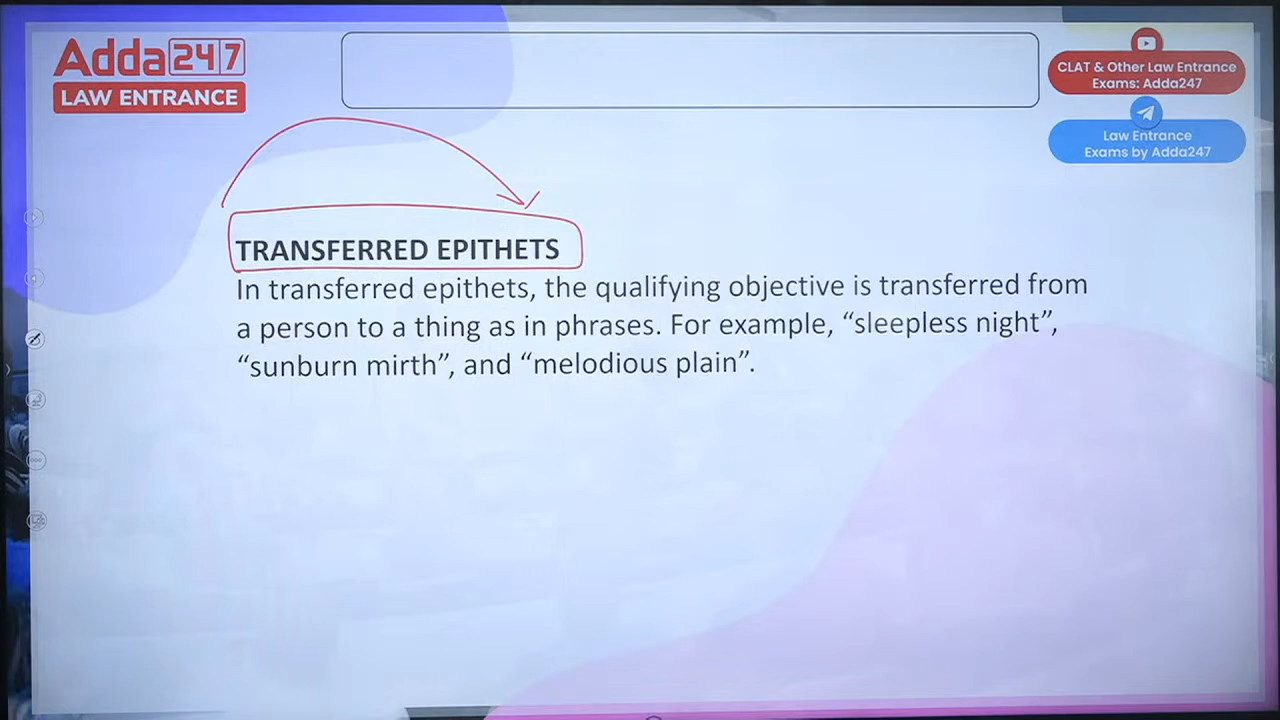 Adda247
LAW ENTRANCE
CLAT & Other Law Entrance
Exams: Adda247
Law Entrance
Exams by Adda247
TRANSFERRED EPITHETS
In transferred epithets, the qualifying objective is transferred from
a person to a thing as in phrases. For example, “sleepless night”,
“sunburn mirth”, and “melodious plain”.